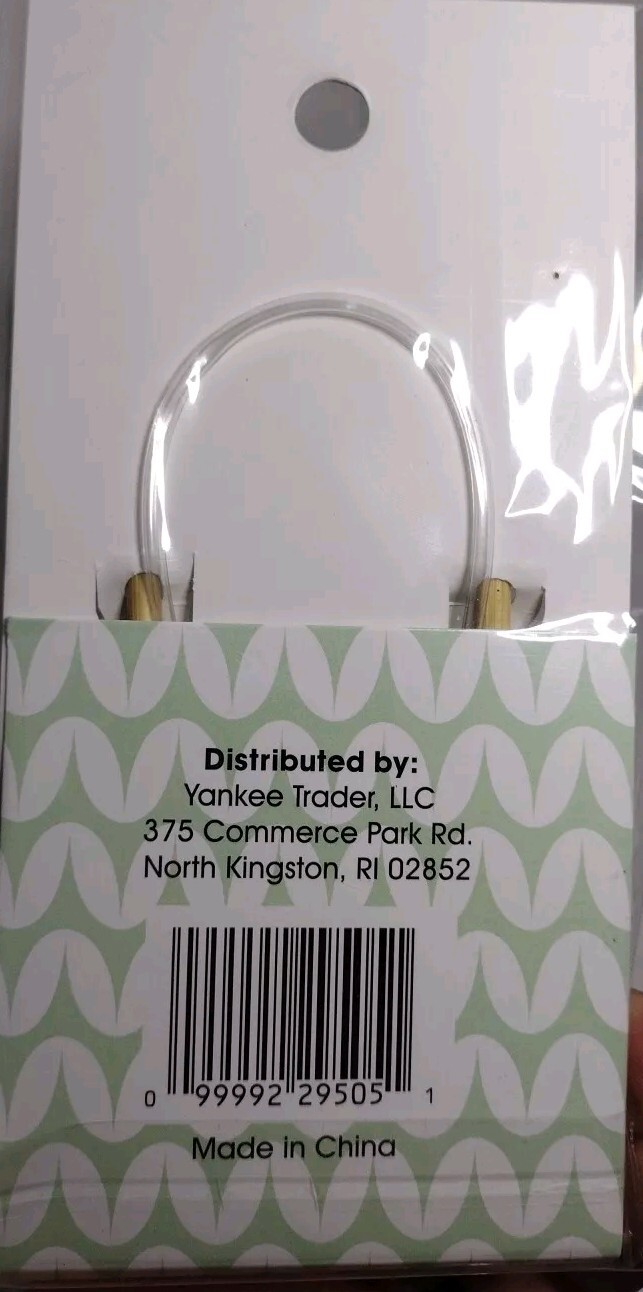 Distributed by:
Yankee Trader, LLC
375 Commerce Park Rd.
North Kingston, RI 02852
0 99992 29505 1
Made in China